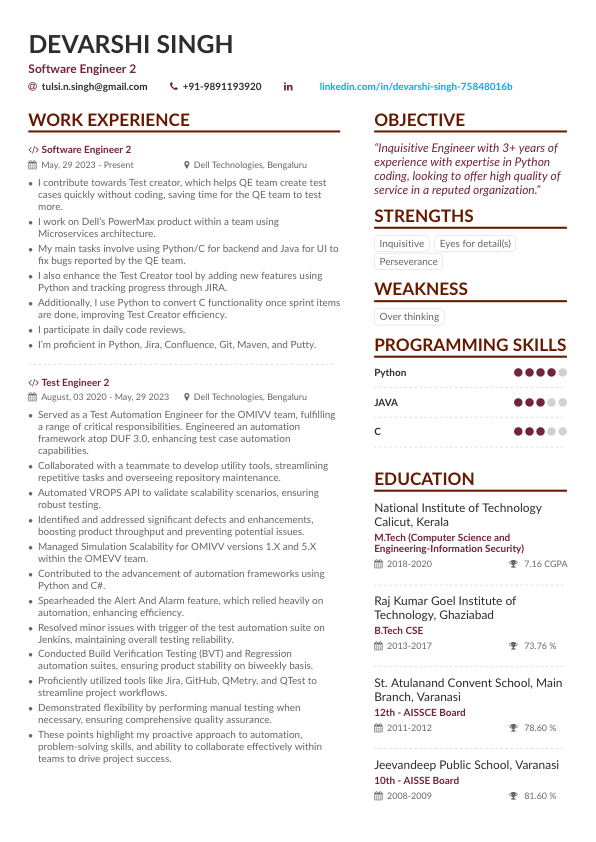 DEVARSHI SINGH
Software Engineer 2
@ tulsi.n.singh@gmail.com +91-9891193920 in linkedin.com/in/devarshi-singh-75848016b
WORK EXPERIENCE
</> Software Engineer 2
May, 29 2023 - Present Dell Technologies, Bengaluru
• I contribute towards Test creator, which helps QE team create test
cases quickly without coding, saving time for the QE team to test
more.
• I work on Dell's PowerMax product within a team using
Microservices architecture.
• My main tasks involve using Python/C for backend and Java for UI to
fix bugs reported by the QE team.
• I also enhance the Test Creator tool by adding new features using
Python and tracking progress through JIRA.
• Additionally, I use Python to convert C functionality once sprint items
are done, improving Test Creator efficiency.
• I participate in daily code reviews.
• I'm proficient in Python, Jira, Confluence, Git, Maven, and Putty.
</> Test Engineer 2
August, 03 2020 - May, 29 2023 Dell Technologies, Bengaluru
• Served as a Test Automation Engineer for the OMIVV team, fulfilling
a range of critical responsibilities. Engineered an automation
framework atop DUF 3.0, enhancing test case automation
capabilities.
• Collaborated with a teammate to develop utility tools, streamlining
repetitive tasks and overseeing repository maintenance.
• Automated VROPS API to validate scalability scenarios, ensuring
robust testing.
• Identified and addressed significant defects and enhancements,
boosting product throughput and preventing potential issues.
• Managed Simulation Scalability for OMIVV versions 1.X and 5.X
within the OMEVV team.
• Contributed to the advancement of automation frameworks using
Python and C#.
• Spearheaded the Alert And Alarm feature, which relied heavily on
automation, enhancing efficiency.
• Resolved minor issues with trigger of the test automation suite on
Jenkins, maintaining overall testing reliability.
• Conducted Build Verification Testing (BVT) and Regression
automation suites, ensuring product stability on biweekly basis.
• Proficiently utilized tools like Jira, GitHub, QMetry, and QTest to
streamline project workflows.
• Demonstrated flexibility by performing manual testing when
necessary, ensuring comprehensive quality assurance.
• These points highlight my proactive approach to automation,
problem-solving skills, and ability to collaborate effectively within
teams to drive project success.
OBJECTIVE
"Inquisitive Engineer with 3+ years of
experience with expertise in Python
coding, looking to offer high quality of
service in a reputed organization."
STRENGTHS
Inquisitive Eyes for detail(s)
Perseverance
WEAKNESS
Over thinking
PROGRAMMING SKILLS
Python
JAVA
C
EDUCATION
National Institute of Technology
Calicut, Kerala
M.Tech (Computer Science and
Engineering-Information Security)
2018-2020 7.16 CGPA
Raj Kumar Goel Institute of
Technology, Ghaziabad
B.Tech CSE
2013-2017 73.76 %
St. Atulanand Convent School, Main
Branch, Varanasi
12th - AISSCE Board
2011-2012 78.60 %
Jeevandeep Public School, Varanasi
10th - AISSE Board
2008-2009 81.60 %